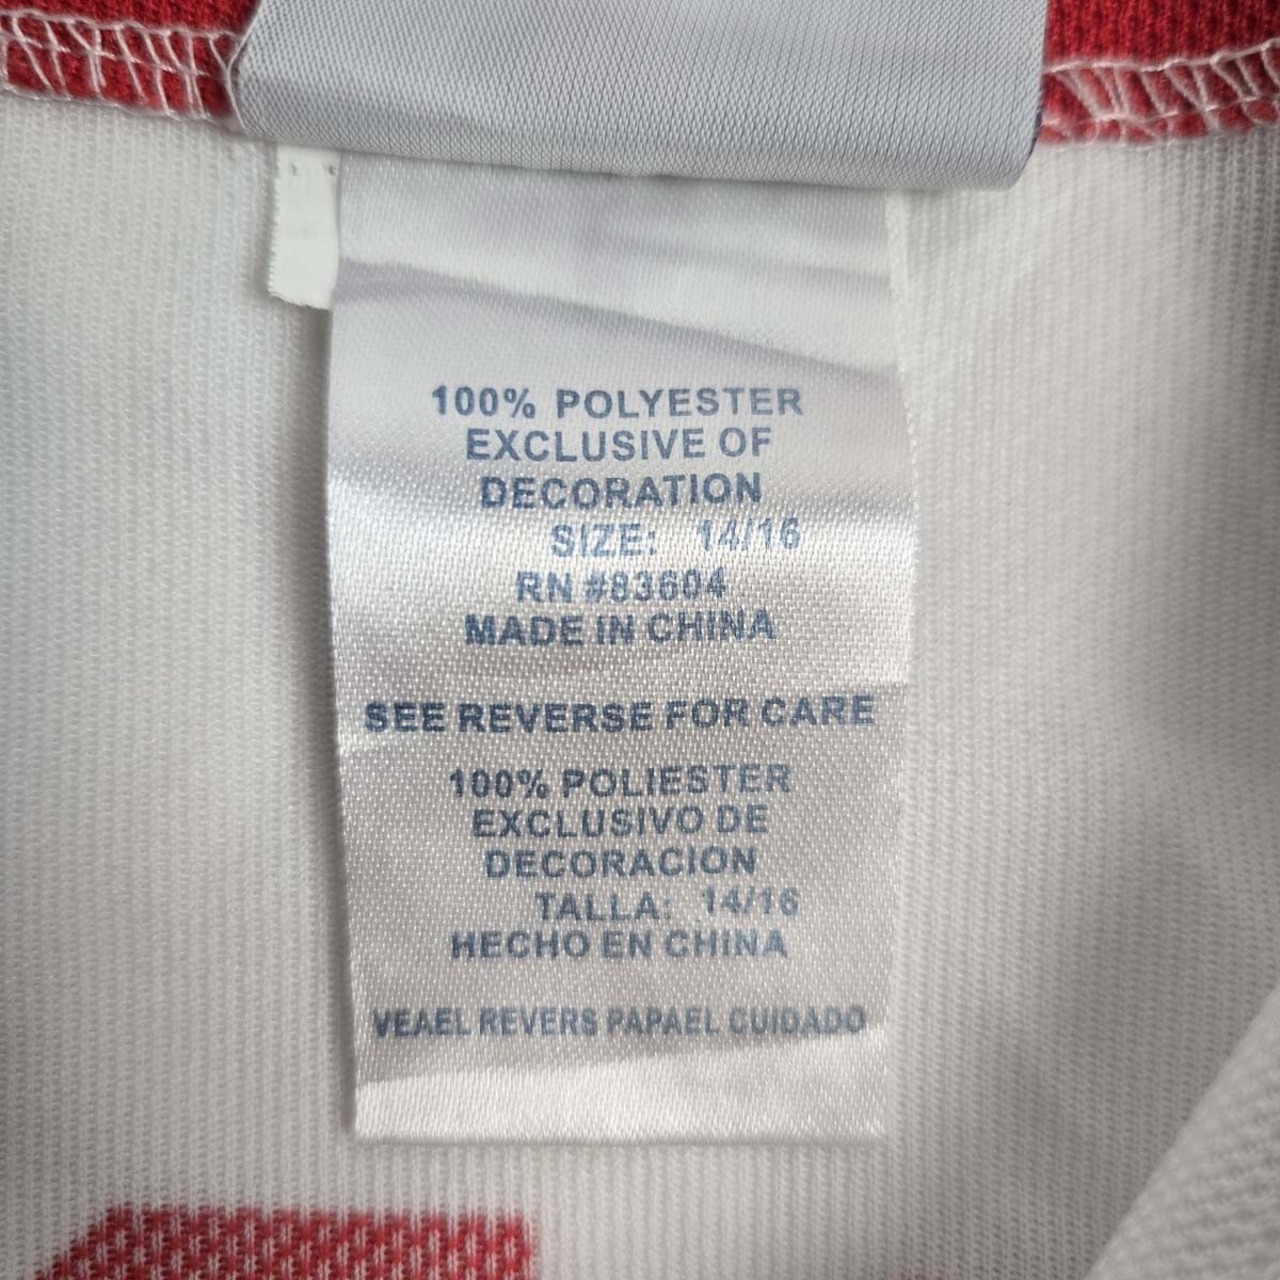 100% POLYESTER
EXCLUSIVE OF
DECORATION
SIZE: 14/16
RN #83604
MADE IN CHINA
SEE REVERSE FOR CARE
100% POLIESTER
EXCLUSIVO DE
DECORACION
TALLA: 14/16
HECHO EN CHINA
VEAEL REVERS PAPAEL CUIDADO